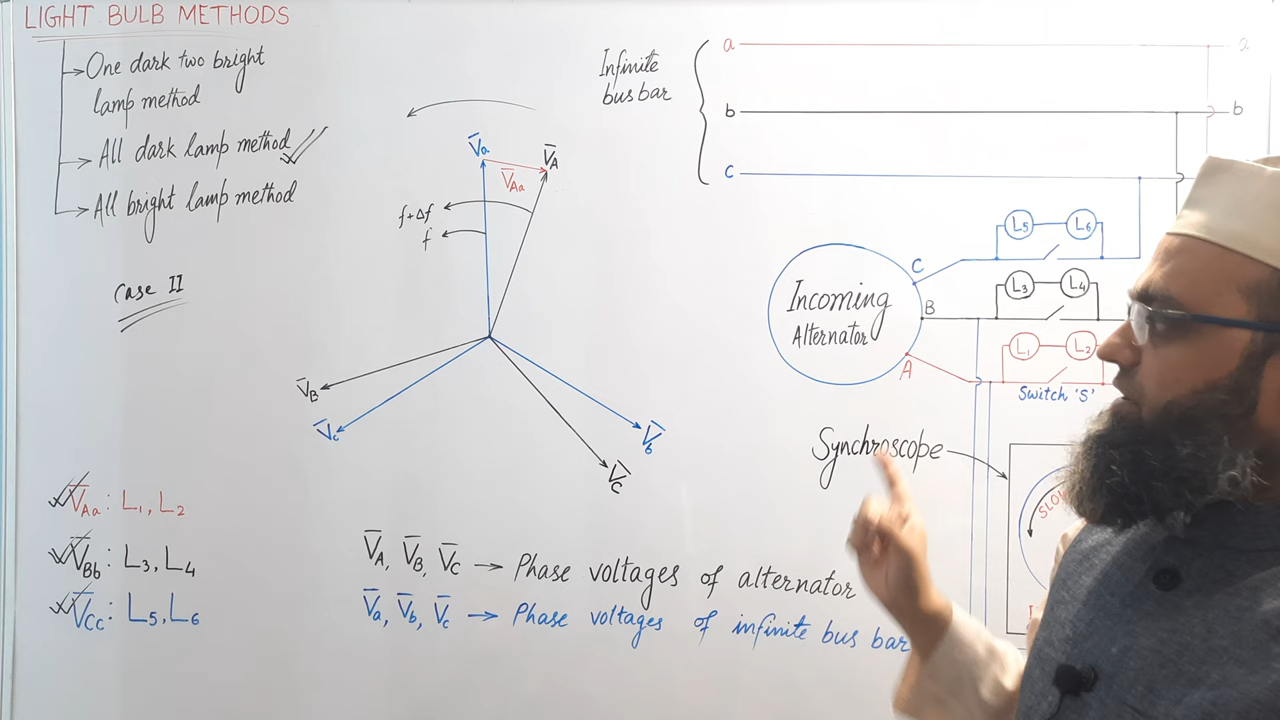 LIGHT BULB METHODS
One dark two bright
lamp method
All dark lamp method
All bright lamp method
Case II
V̅a
V̅A
V̅Aa
f+Δf
f
V̅B
V̅c
V̅b
V̅C
V̅Aa: L1, L2
V̅Bb: L3, L4
V̅Cc: L5, L6
V̅A, V̅B, V̅C → Phase voltages of alternator
V̅a, V̅b, V̅c → Phase voltages of infinite bus bar
Infinite
bus bar
a
a
b
b
c
L5
L6
C
L3
L4
B
Incoming
Alternator
L1
L2
A
Switch 'S'
Synchroscope
SLOW